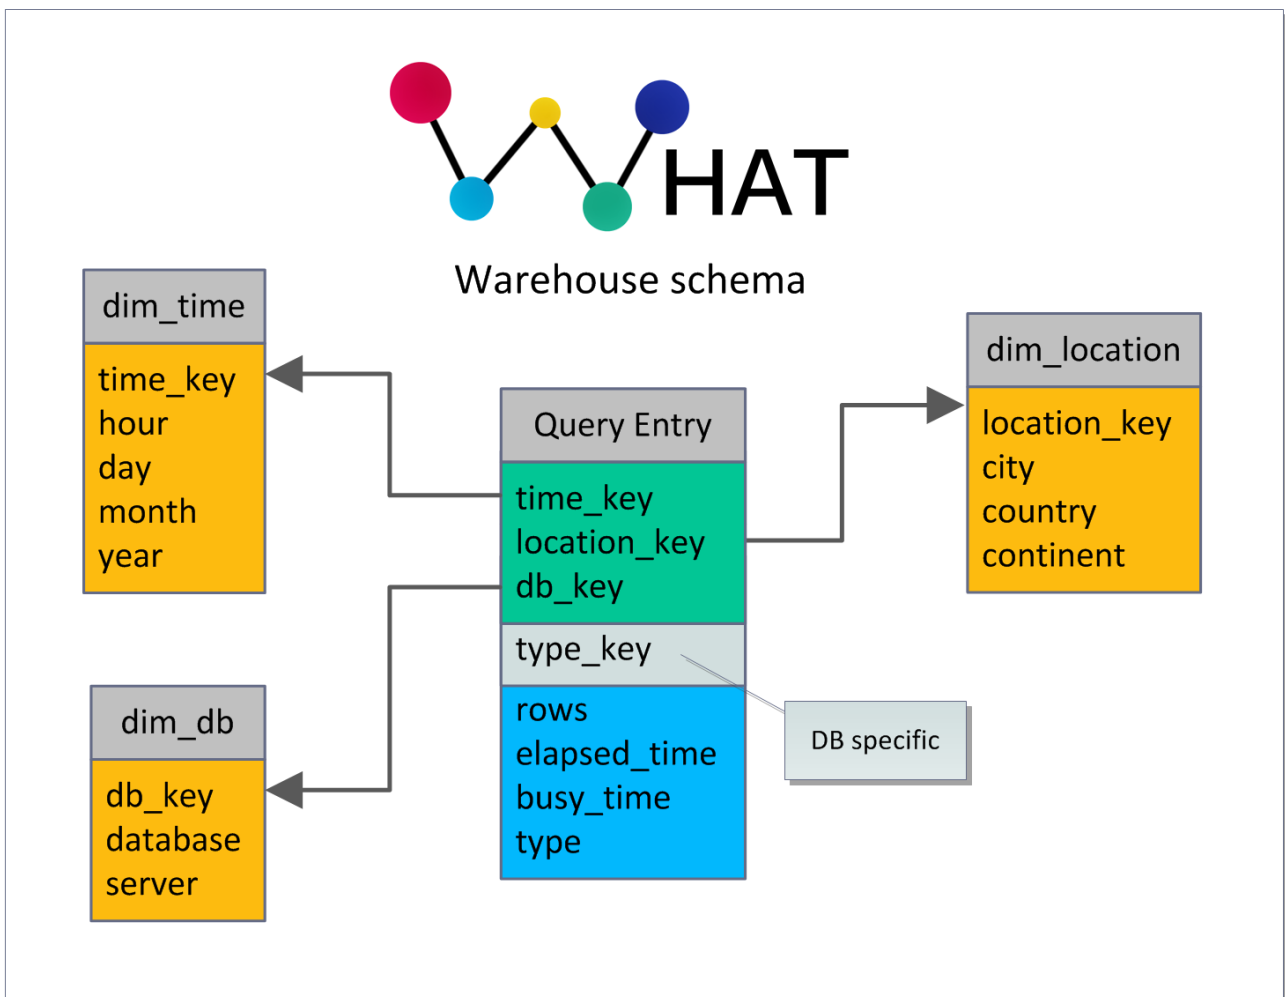 WHAT
Warehouse schema
dim_time
time_key
hour
day
month
year
dim_db
db_key
database
server
Query Entry
time_key
location_key
db_key
type_key
rows
elapsed_time
busy_time
type
DB specific
dim_location
location_key
city
country
continent